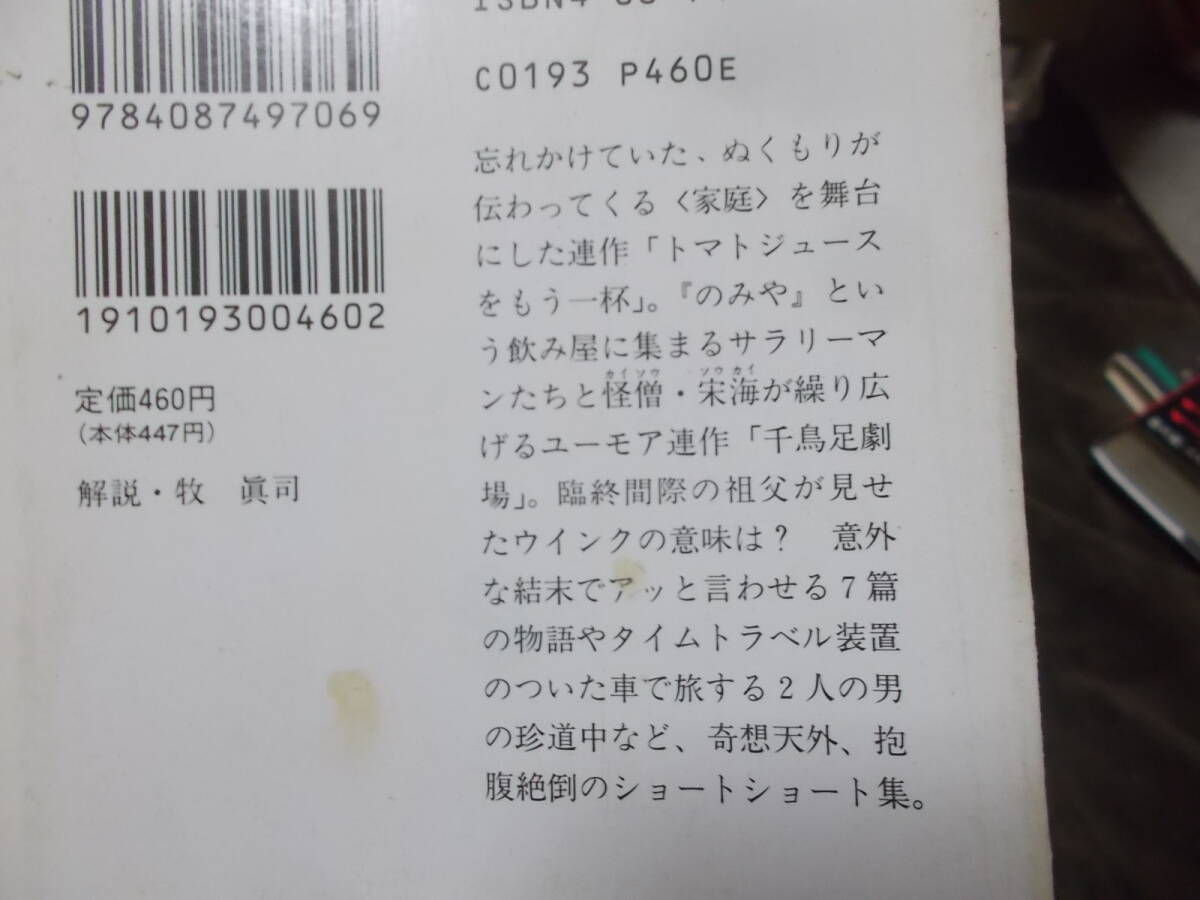 9784087497069
1910193004602
定価460円
(本体447円)
解説・牧 眞司
ISBN4
C0193 P460E
忘れかけていた、ぬくもりが
伝わってくる〈家庭〉を舞台
にした連作「トマトジュース
をもう一杯」。『のみや』とい
う飲み屋に集まるサラリーマ
カイソウ ソウカイ
ンたちと怪僧・宋海が繰り広
げるユーモア連作「千鳥足劇
場」。臨終間際の祖父が見せ
たウインクの意味は? 意外
な結末でアッと言わせる7篇
の物語やタイムトラベル装置
のついた車で旅する2人の男
の珍道中など、奇想天外、抱
腹絶倒のショートショート集。